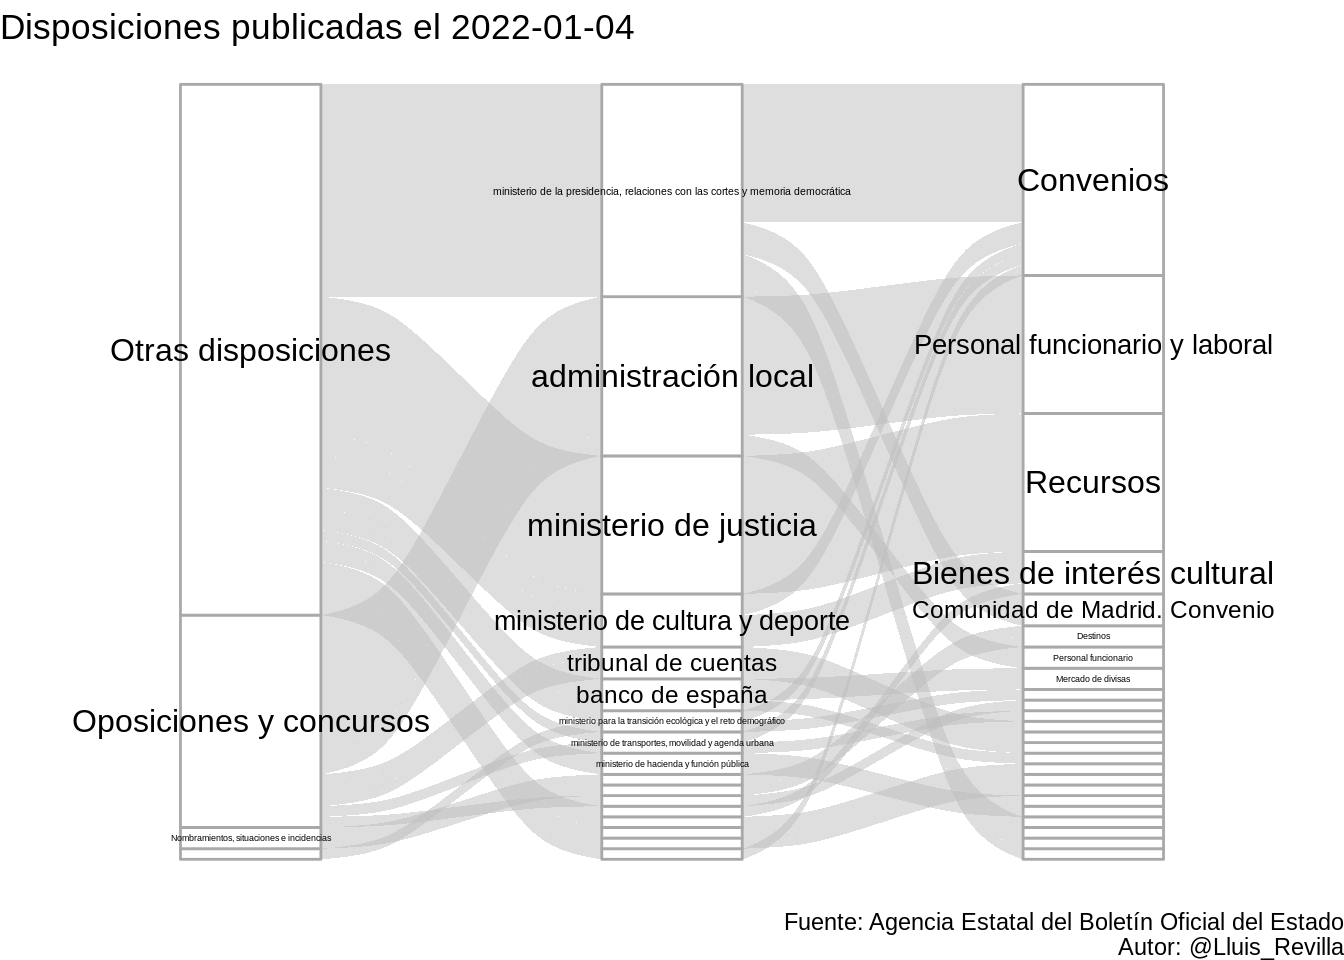 Disposiciones publicadas el 2022-01-04
Otras disposiciones
Oposiciones y concursos
Nombramientos, situaciones e incidencias
ministerio de la presidencia, relaciones con las cortes y memoria democrática
administración local
ministerio de justicia
ministerio de cultura y deporte
tribunal de cuentas
banco de españa
ministerio para la transición ecológica y el reto demográfico
ministerio de transportes, movilidad y agenda urbana
ministerio de hacienda y función pública
Convenios
Personal funcionario y laboral
Recursos
Bienes de interés cultural
Comunidad de Madrid. Convenio
Destinos
Personal funcionario
Mercado de divisas
Fuente: Agencia Estatal del Boletín Oficial del Estado
Autor: @Lluis_Revilla